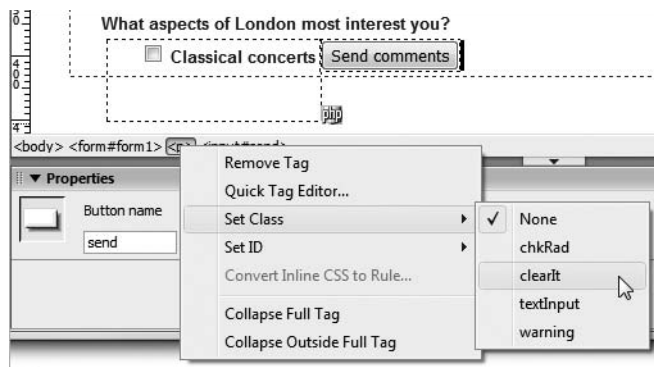 What aspects of London most interest you?
Classical concerts Send comments
php
<body> <form#form1> <p> <input#send>
Properties
Button name
send
Remove Tag
Quick Tag Editor...
Set Class
Set ID
Convert Inline CSS to Rule...
Collapse Full Tag
Collapse Outside Full Tag
None
chkRad
clearIt
textInput
warning